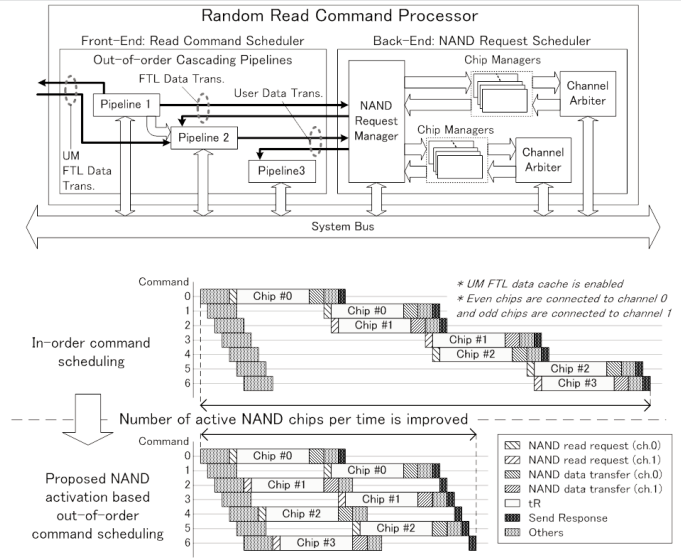 Random Read Command Processor
Front-End: Read Command Scheduler
Back-End: NAND Request Scheduler
Out-of-order Cascading Pipelines
FTL Data
Trans.
User Data Trans.
Pipeline 1
Pipeline 2
Pipeline3
UM
FTL Data
Trans.
NAND
Request
Manager
Chip Managers
Channel
Arbiter
Chip Managers
Channel
Arbiter
System Bus
Command
* UM FTL data cache is enabled
* Even chips are connected to channel 0
and odd chips are connected to channel 1
In-order command
scheduling
0 Chip #0
1 Chip #0
2 Chip #1
3 Chip #1
4 Chip #2
5 Chip #2
6 Chip #3
Number of active NAND chips per time is improved
Command
Proposed NAND
activation based
out-of-order
command scheduling
0 Chip #0
1 Chip #0
2 Chip #1
3 Chip #1
4 Chip #2
5 Chip #2
6 Chip #3
NAND read request (ch.0)
NAND read request (ch.1)
NAND data transfer (ch.0)
NAND data transfer (ch.1)
tR
Send Response
Others